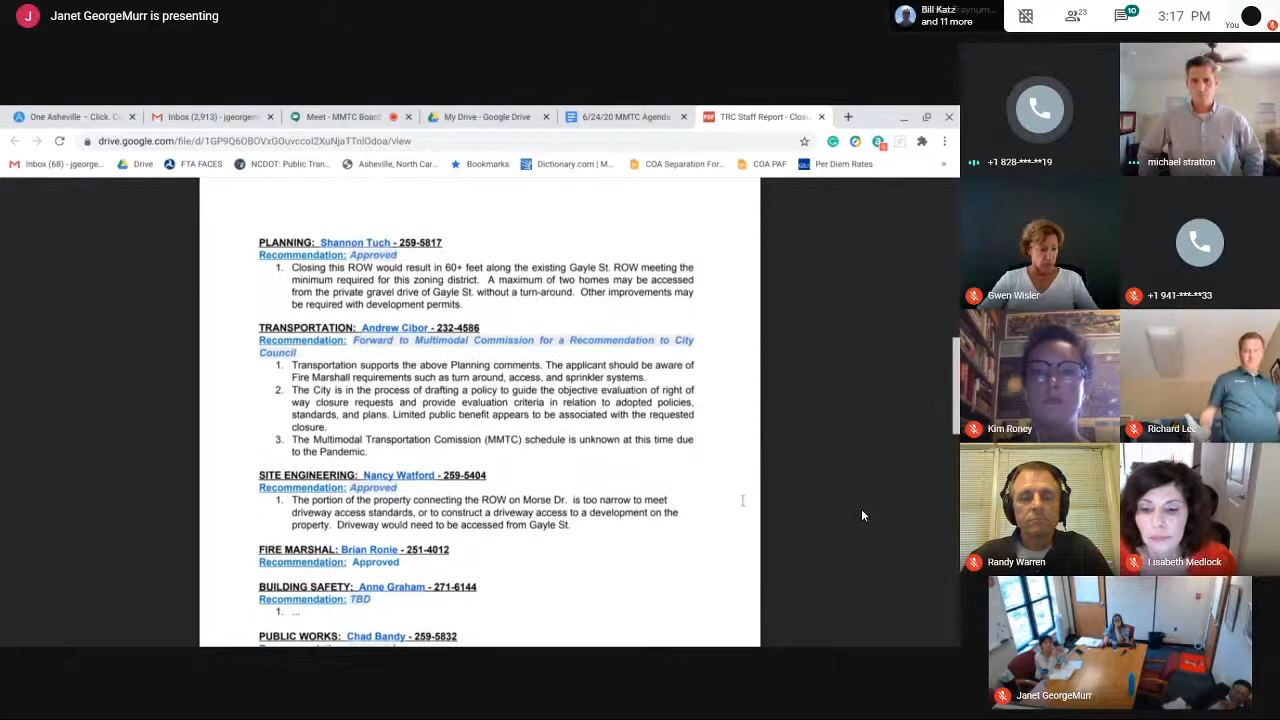 Janet GeorgeMurr is presenting
Bill Katz
and 11 more
23
10
3:17 PM
You
One Asheville – Click. C
Inbox (2,913) - jgeorgem
Meet - MMTC Board
My Drive - Google Drive
6/24/20 MMTC Agenda
TRC Staff Report - Closu
Inbox (68) - jgeorge...
Drive
FTA FACES
NCDOT: Public Tran...
Asheville, North Car...
Bookmarks
Dictionary.com | M...
COA Separation For...
COA PAF
Per Diem Rates
»
PLANNING: Shannon Tuch - 259-5817
Recommendation: Approved
1. Closing this ROW would result in 60+ feet along the existing Gayle St. ROW meeting the
minimum required for this zoning district. A maximum of two homes may be accessed
from the private gravel drive of Gayle St. without a turn-around. Other improvements may
be required with development permits.
TRANSPORTATION: Andrew Cibor - 232-4586
Recommendation: Forward to Multimodal Commission for a Recommendation to City
Council
1. Transportation supports the above Planning comments. The applicant should be aware of
Fire Marshall requirements such as turn around, access, and sprinkler systems.
2. The City is in the process of drafting a policy to guide the objective evaluation of right of
way closure requests and provide evaluation criteria in relation to adopted policies,
standards, and plans. Limited public benefit appears to be associated with the requested
closure.
3. The Multimodal Transportation Comission (MMTC) schedule is unknown at this time due
to the Pandemic.
SITE ENGINEERING: Nancy Watford - 259-5404
Recommendation: Approved
1. The portion of the property connecting the ROW on Morse Dr. is too narrow to meet
driveway access standards, or to construct a driveway access to a development on the
property. Driveway would need to be accessed from Gayle St.
FIRE MARSHAL: Brian Ronie - 251-4012
Recommendation: Approved
BUILDING SAFETY: Anne Graham - 271-6144
Recommendation: TBD
1. ...
PUBLIC WORKS: Chad Bandy - 259-5832
+1 828-***-**19
michael stratton
Gwen Wisler
+1 941-***-**33
Kim Roney
Richard Lee
Randy Warren
Lisabeth Medlock
Janet GeorgeMurr